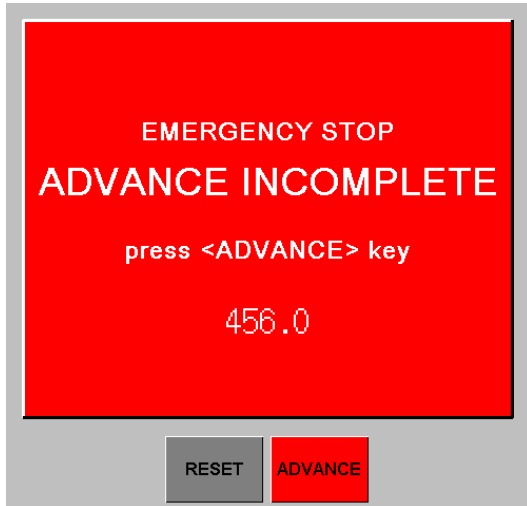 EMERGENCY STOP
ADVANCE INCOMPLETE
press <ADVANCE> key
456.0
RESET ADVANCE